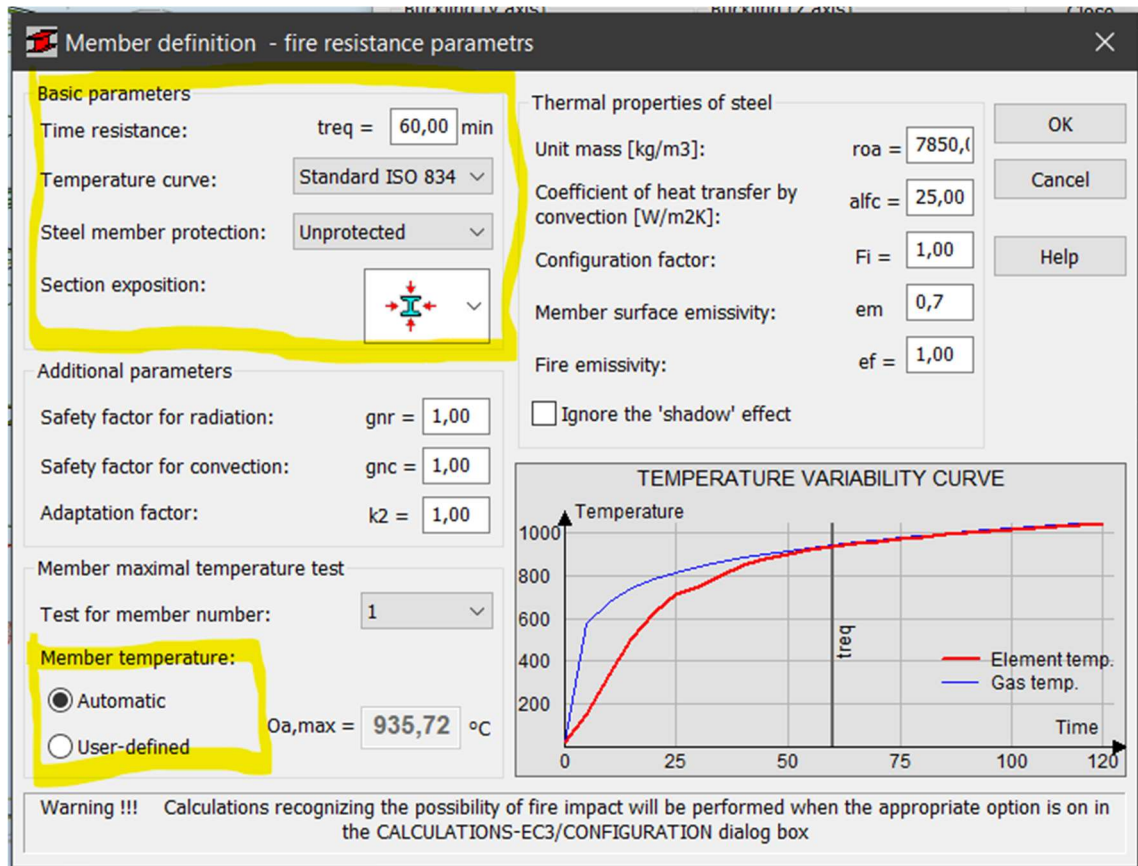 Buckling (Y axis) Buckling (Z axis) Close
Member definition - fire resistance parametrs
Basic parameters
Time resistance: treq = 60,00 min
Temperature curve: Standard ISO 834
Steel member protection: Unprotected
Section exposition:
Additional parameters
Safety factor for radiation: gnr = 1,00
Safety factor for convection: gnc = 1,00
Adaptation factor: k2 = 1,00
Member maximal temperature test
Test for member number: 1
Member temperature:
Automatic
Oa,max = 935,72 ºC
User-defined
Thermal properties of steel
Unit mass [kg/m3]: roa = 7850,(
Coefficient of heat transfer by
convection [W/m2K]: alfc = 25,00
Configuration factor: Fi = 1,00
Member surface emissivity: em 0,7
Fire emissivity: ef = 1,00
Ignore the 'shadow' effect
OK
Cancel
Help
TEMPERATURE VARIABILITY CURVE
Temperature
1000
800
600
400
200
treq
Element temp.
Gas temp.
Time
0 25 50 75 100 120
Warning !!! Calculations recognizing the possibility of fire impact will be performed when the appropriate option is on in
the CALCULATIONS-EC3/CONFIGURATION dialog box